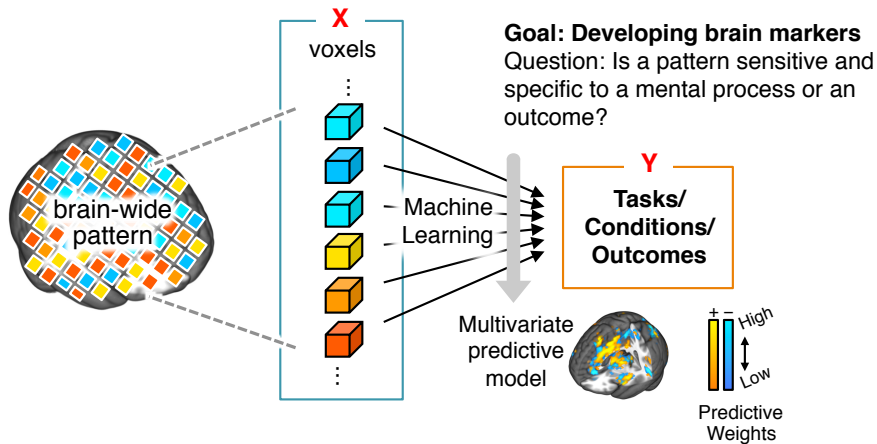 X
voxels
...
brain-wide
pattern
...
Goal: Developing brain markers
Question: Is a pattern sensitive and
specific to a mental process or an
outcome?
Machine
Learning
Y
Tasks/
Conditions/
Outcomes
Multivariate
predictive
model
+ −
High
Low
Predictive
Weights